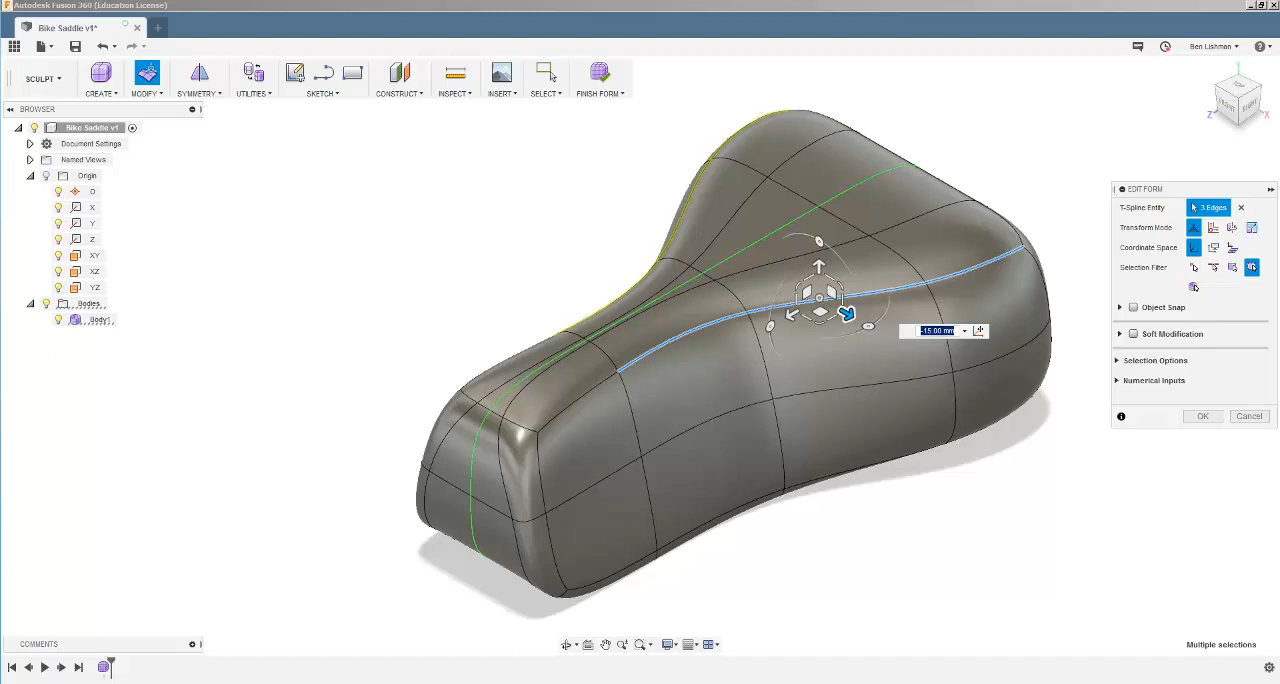 Autodesk Fusion 360 (Education License)
Bike Saddle v1*
Ben Lishman
SCULPT
CREATE
MODIFY
SYMMETRY
UTILITIES
SKETCH
CONSTRUCT
INSPECT
INSERT
SELECT
FINISH FORM
BROWSER
Bike Saddle v1
Document Settings
Named Views
Origin
O
X
Y
Z
XY
XZ
YZ
Bodies
Body1
Y
TOP
FRONT
RIGHT
Z
X
EDIT FORM
T-Spline Entity 3 Edges
Transform Mode
Coordinate Space
Selection Filter
Object Snap
Soft Modification
Selection Options
Numerical Inputs
OK Cancel
-15.00 mm
COMMENTS
Multiple selections